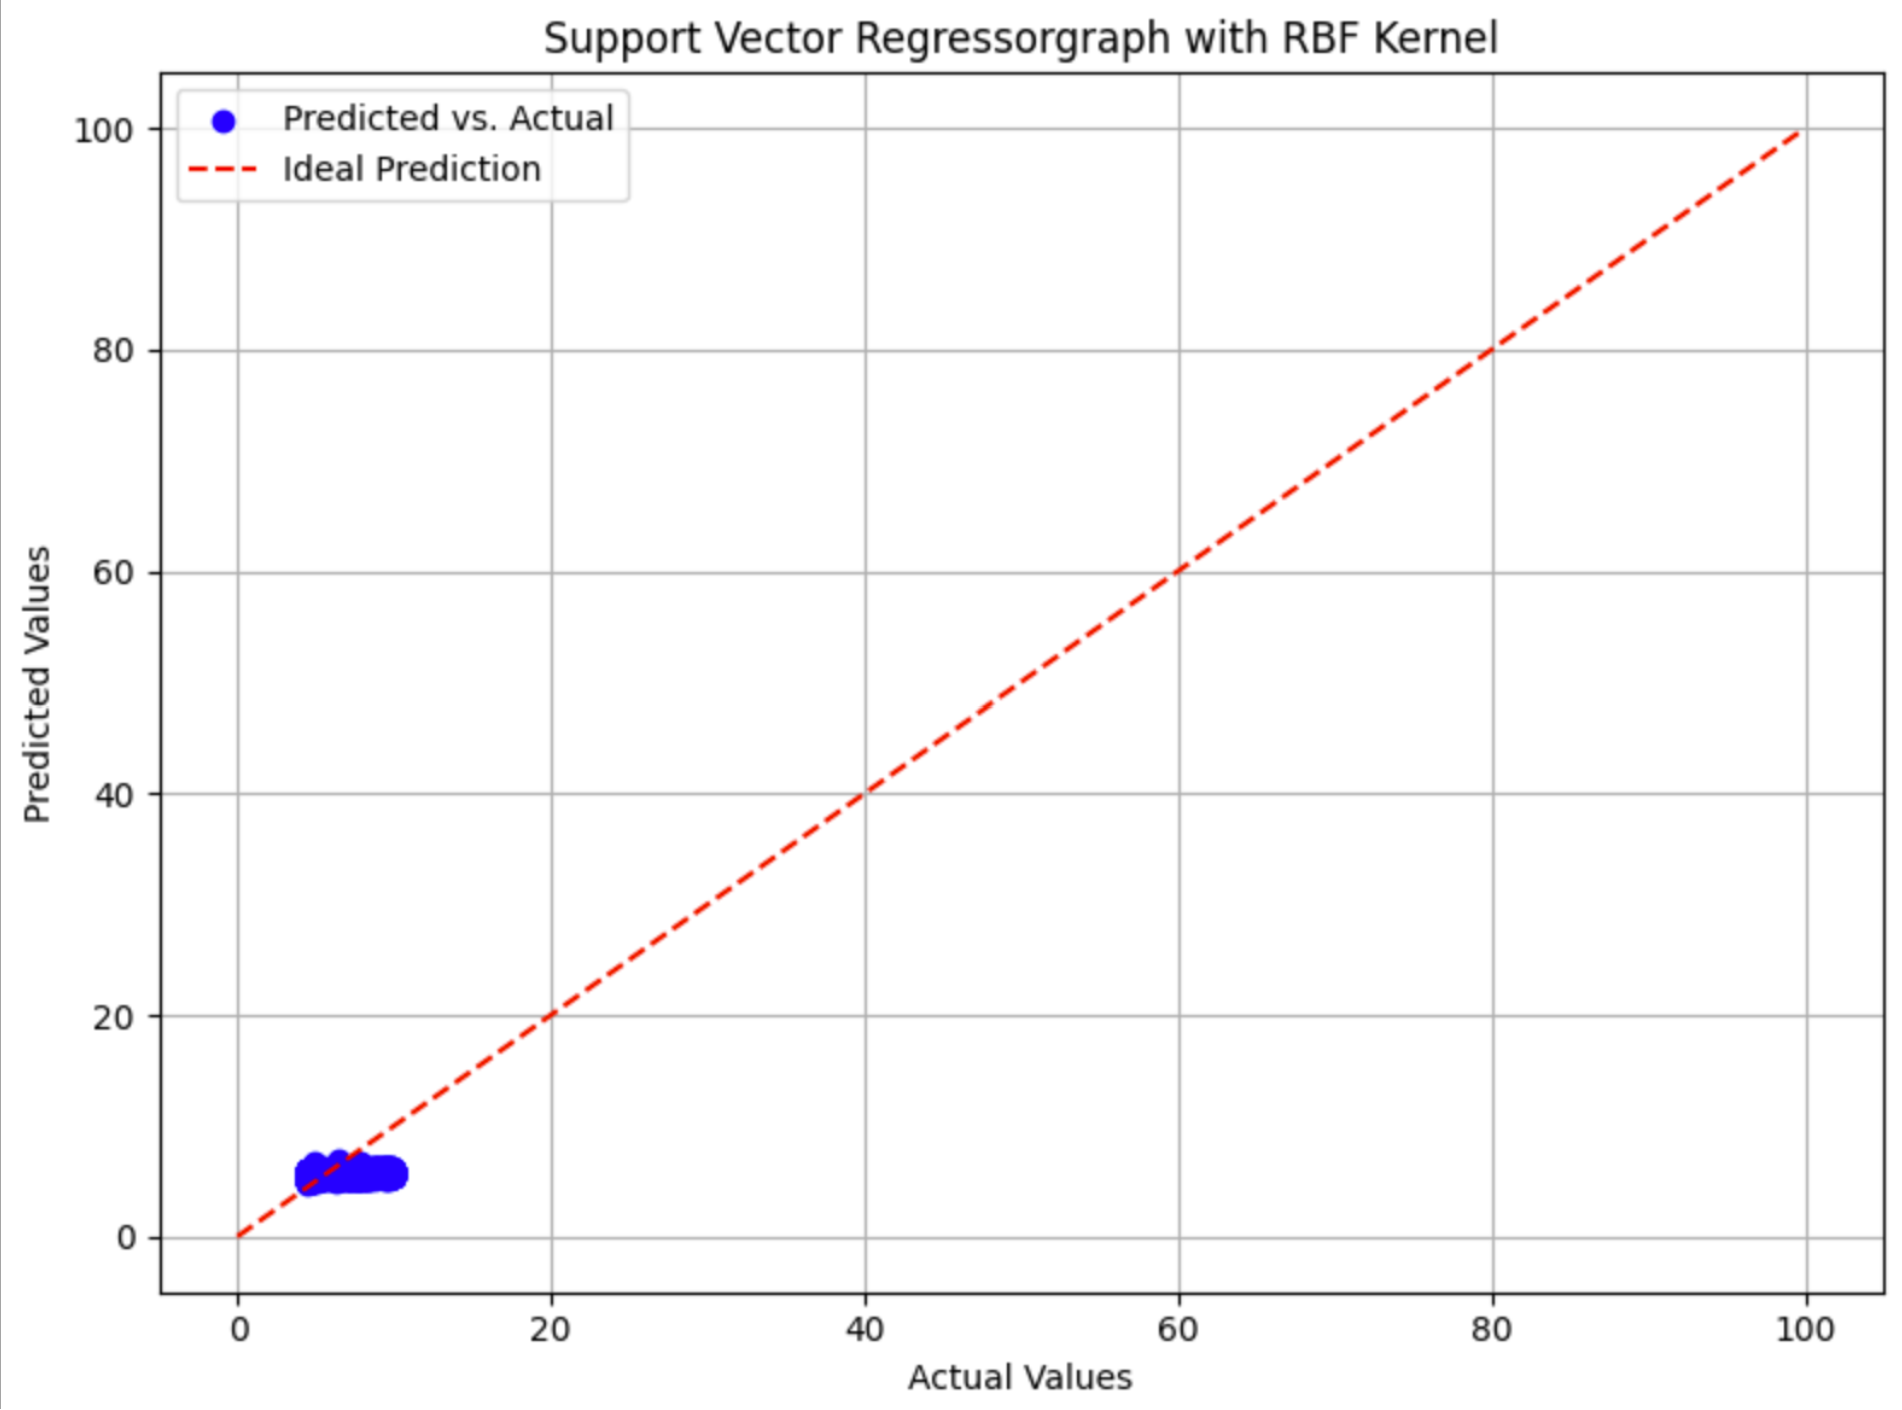 Support Vector Regressorgraph with RBF Kernel
Predicted vs. Actual
Ideal Prediction
100
80
60
40
20
0
Predicted Values
0 20 40 60 80 100
Actual Values